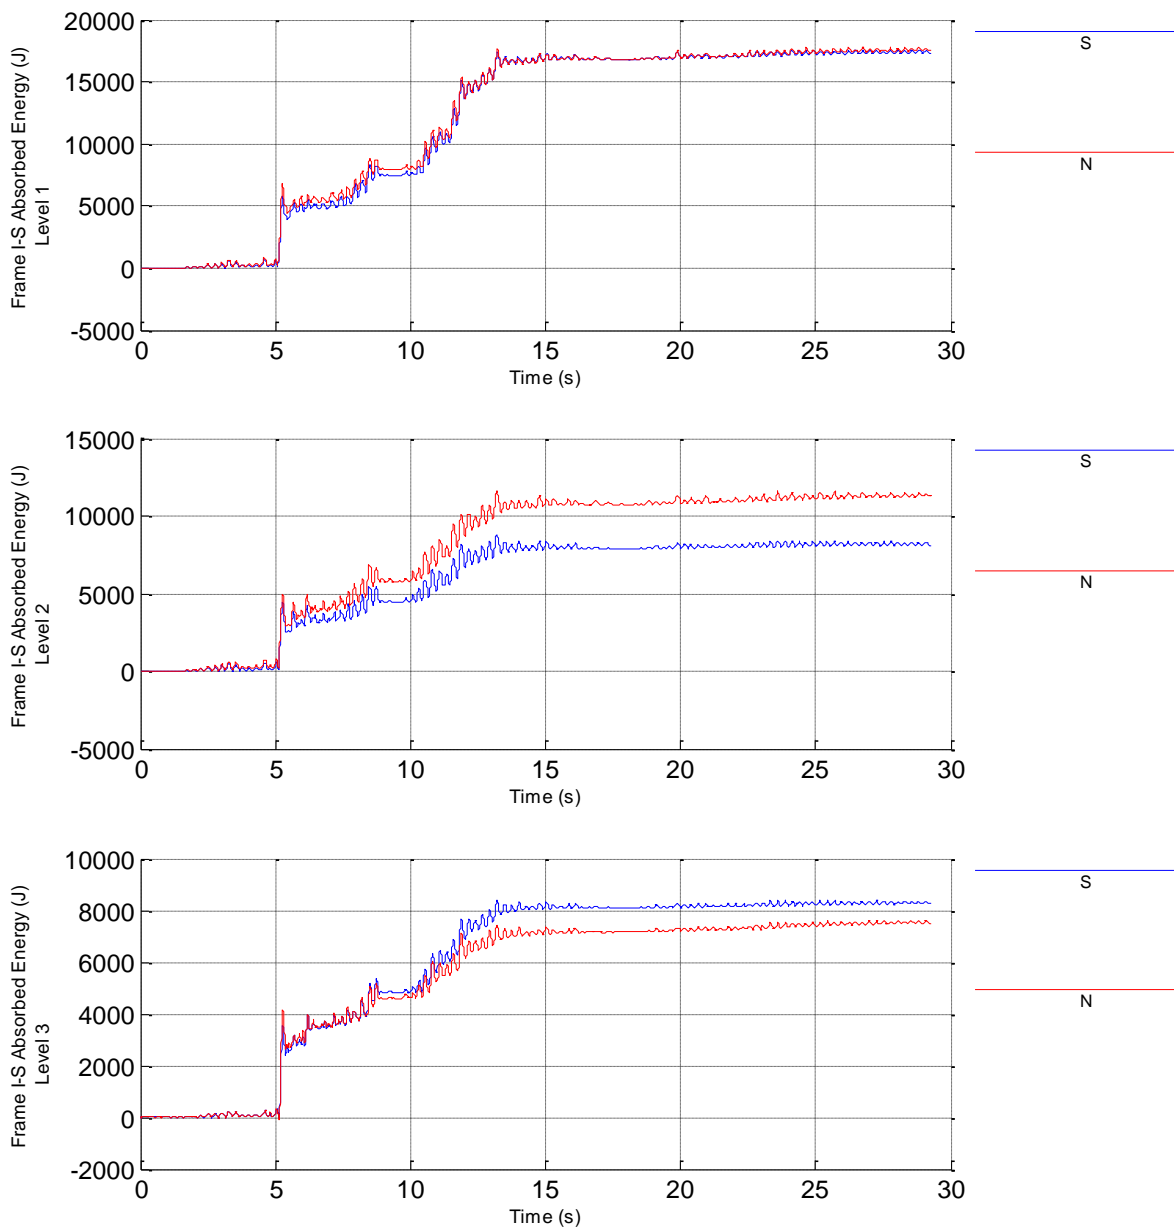 20000
15000
10000
5000
0
-5000
Frame I-S Absorbed Energy (J)
Level 1
0 5 10 15 20 25 30
Time (s)
S
N
15000
10000
5000
0
-5000
Frame I-S Absorbed Energy (J)
Level 2
0 5 10 15 20 25 30
Time (s)
S
N
10000
8000
6000
4000
2000
0
-2000
Frame I-S Absorbed Energy (J)
Level 3
0 5 10 15 20 25 30
Time (s)
S
N